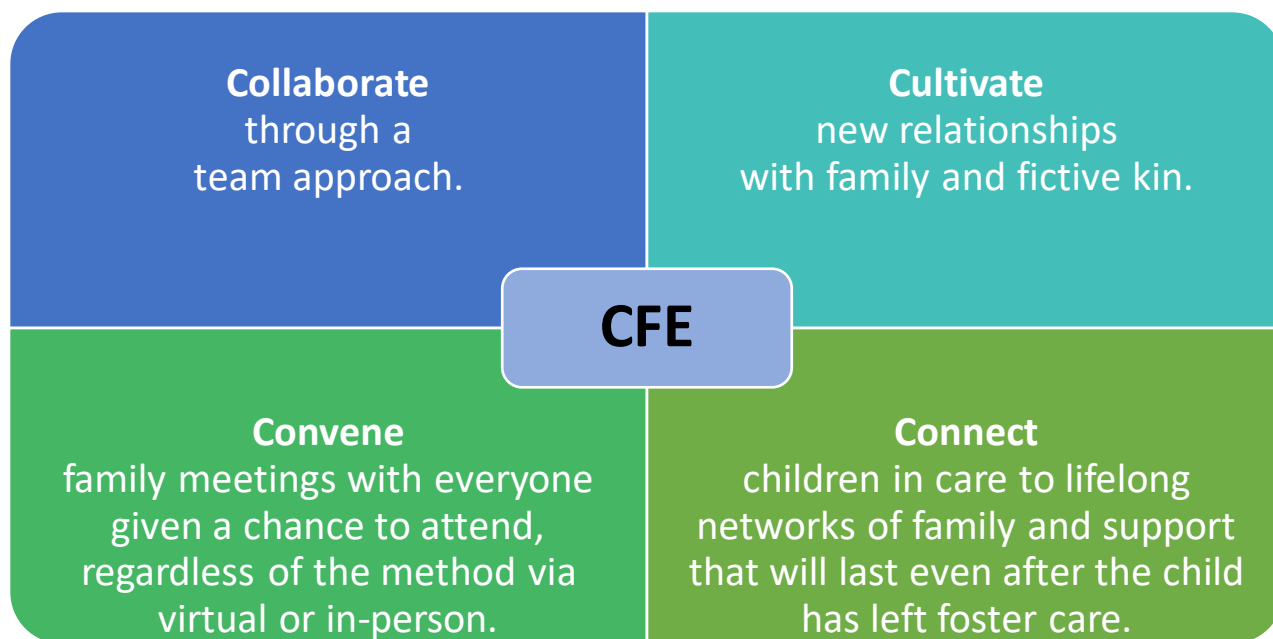 Collaborate
through a
team approach.
Cultivate
new relationships
with family and fictive kin.
CFE
Convene
family meetings with everyone
given a chance to attend,
regardless of the method via
virtual or in-person.
Connect
children in care to lifelong
networks of family and support
that will last even after the child
has left foster care.